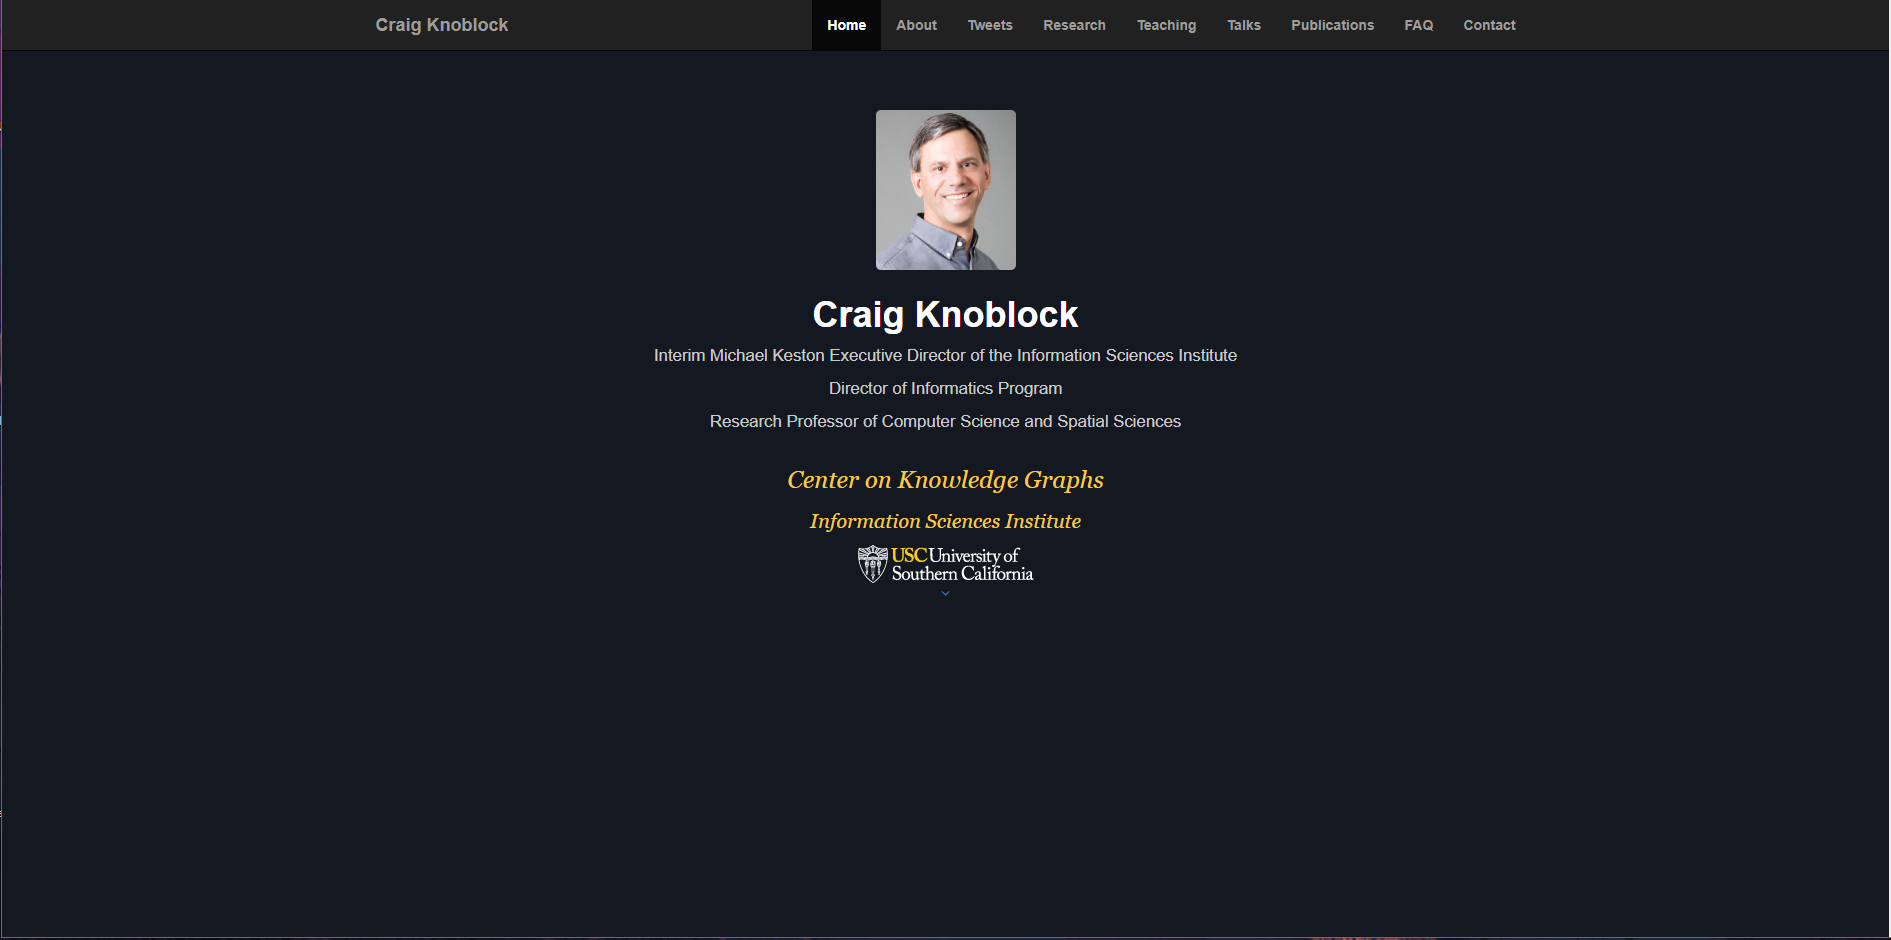 Craig Knoblock
Home About Tweets Research Teaching Talks Publications FAQ Contact
Craig Knoblock
Interim Michael Keston Executive Director of the Information Sciences Institute
Director of Informatics Program
Research Professor of Computer Science and Spatial Sciences
Center on Knowledge Graphs
Information Sciences Institute
USC University of
Southern California